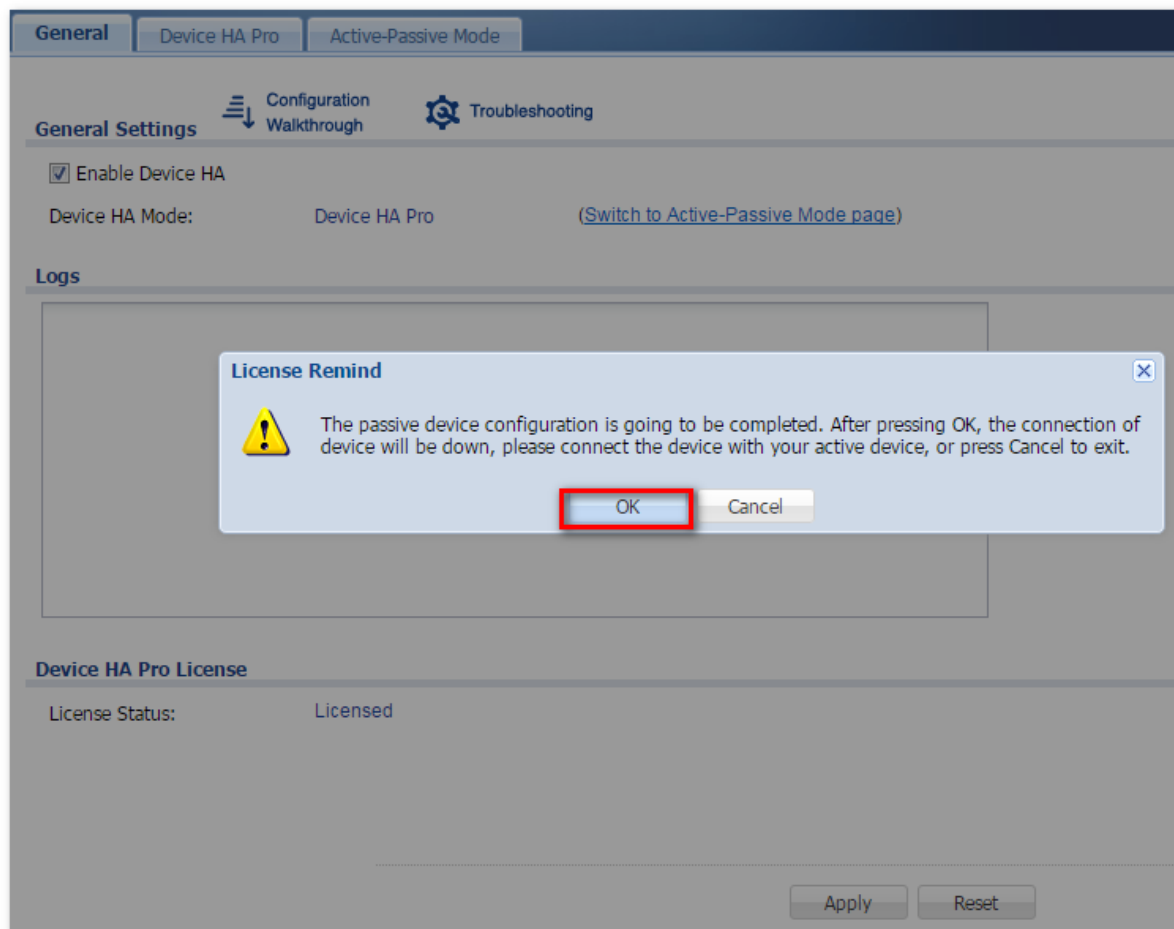 General
Device HA Pro
Active-Passive Mode
General Settings
Configuration
Walkthrough
Troubleshooting
Enable Device HA
Device HA Mode:
Device HA Pro
(Switch to Active-Passive Mode page)
Logs
License Remind
The passive device configuration is going to be completed. After pressing OK, the connection of
device will be down, please connect the device with your active device, or press Cancel to exit.
OK
Cancel
Device HA Pro License
License Status:
Licensed
Apply
Reset